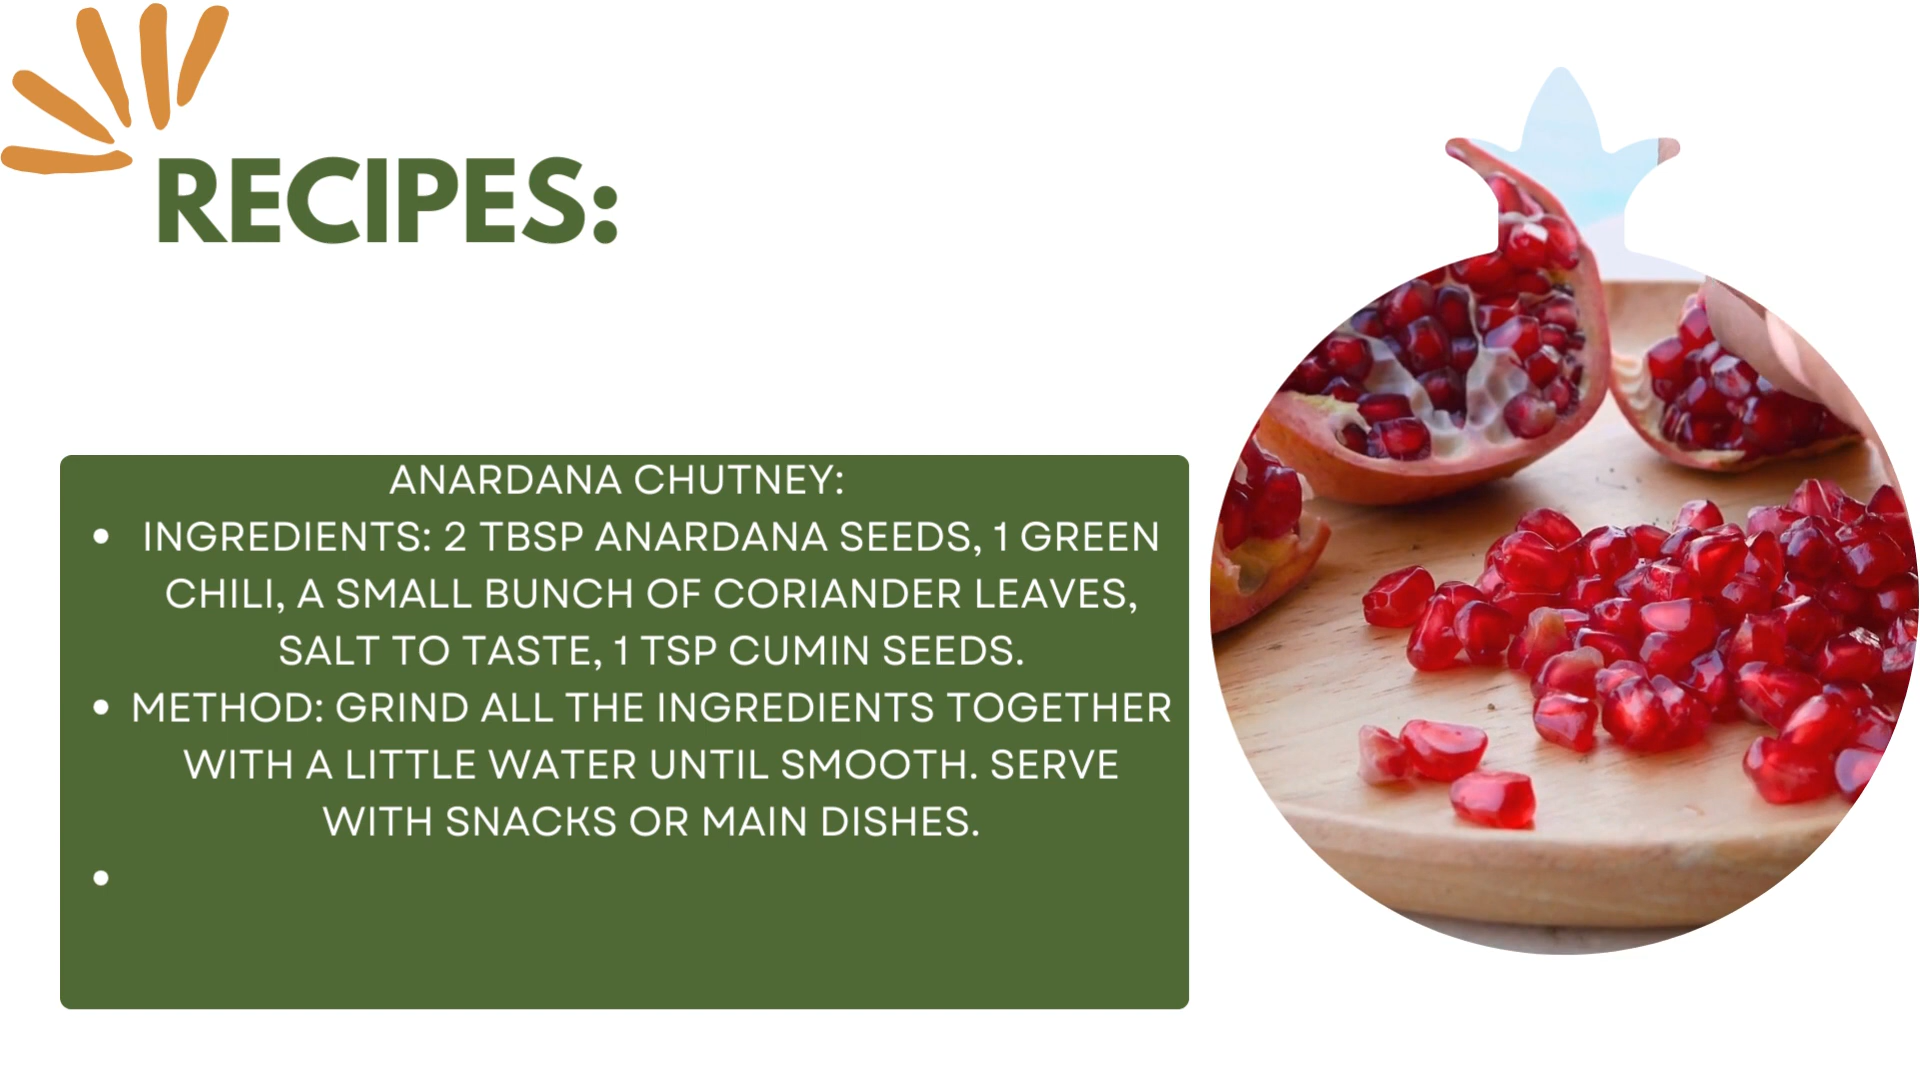 RECIPES:
ANARDANA CHUTNEY:
• INGREDIENTS: 2 TBSP ANARDANA SEEDS, 1 GREEN
CHILI, A SMALL BUNCH OF CORIANDER LEAVES,
SALT TO TASTE, 1 TSP CUMIN SEEDS.
• METHOD: GRIND ALL THE INGREDIENTS TOGETHER
WITH A LITTLE WATER UNTIL SMOOTH. SERVE
WITH SNACKS OR MAIN DISHES.
•